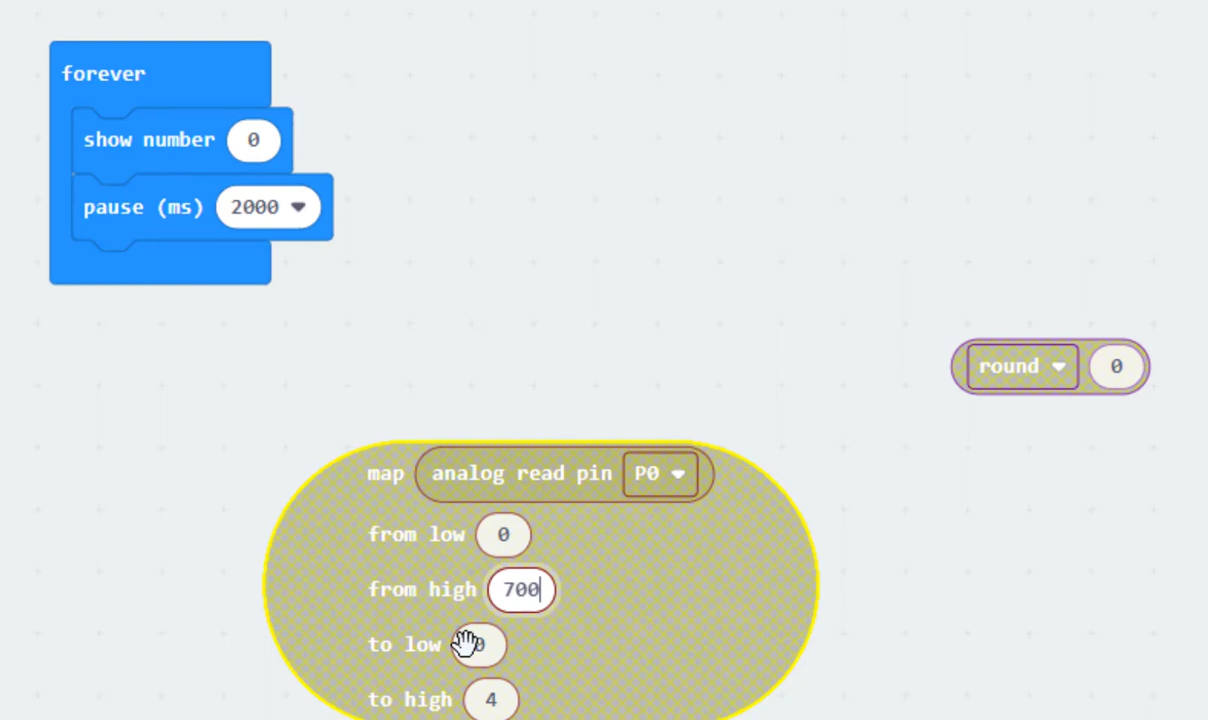 forever
show number 0
pause (ms) 2000
round 0
map analog read pin P0
from low 0
from high 700
to low 0
to high 4